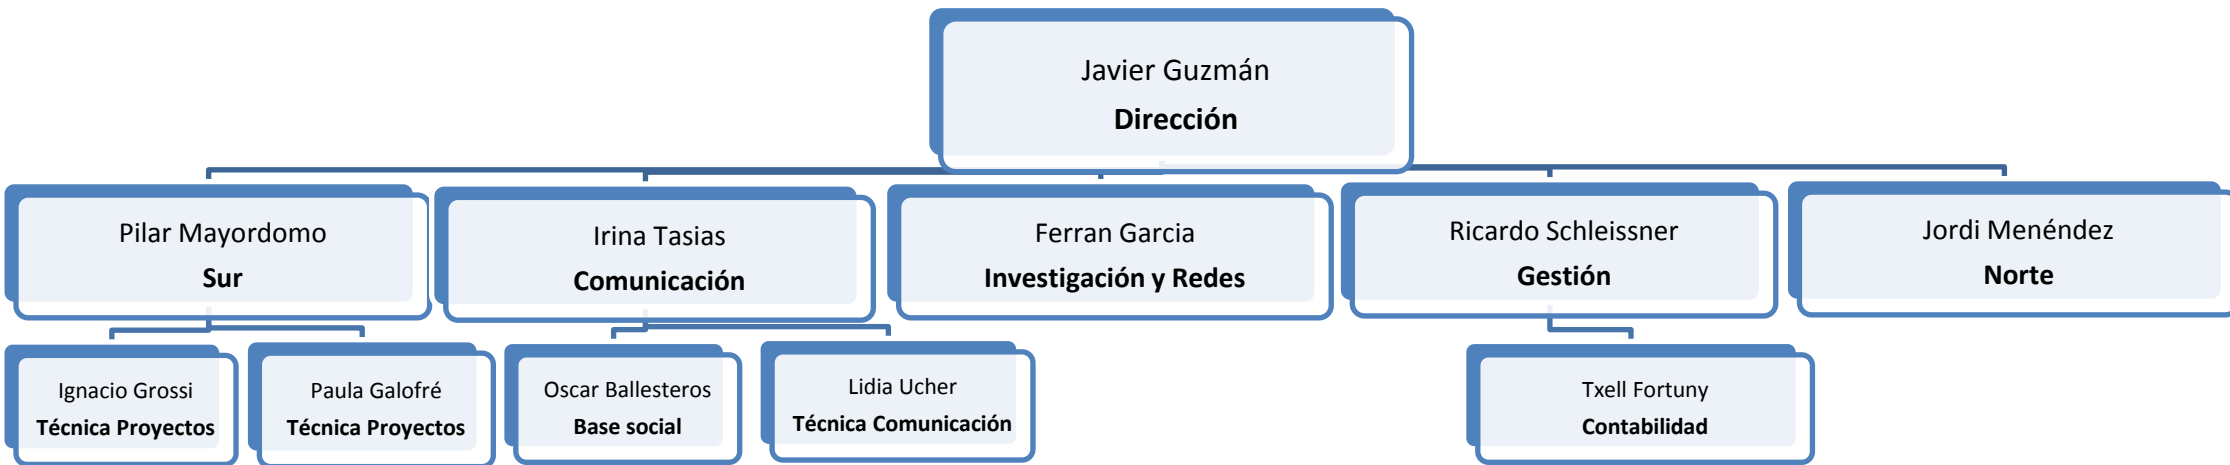 Javier Guzmán
Dirección
Pilar Mayordomo
Sur
Irina Tasias
Comunicación
Ferran Garcia
Investigación y Redes
Ricardo Schleissner
Gestión
Jordi Menéndez
Norte
Ignacio Grossi
Técnica Proyectos
Paula Galofré
Técnica Proyectos
Oscar Ballesteros
Base social
Lidia Ucher
Técnica Comunicación
Txell Fortuny
Contabilidad